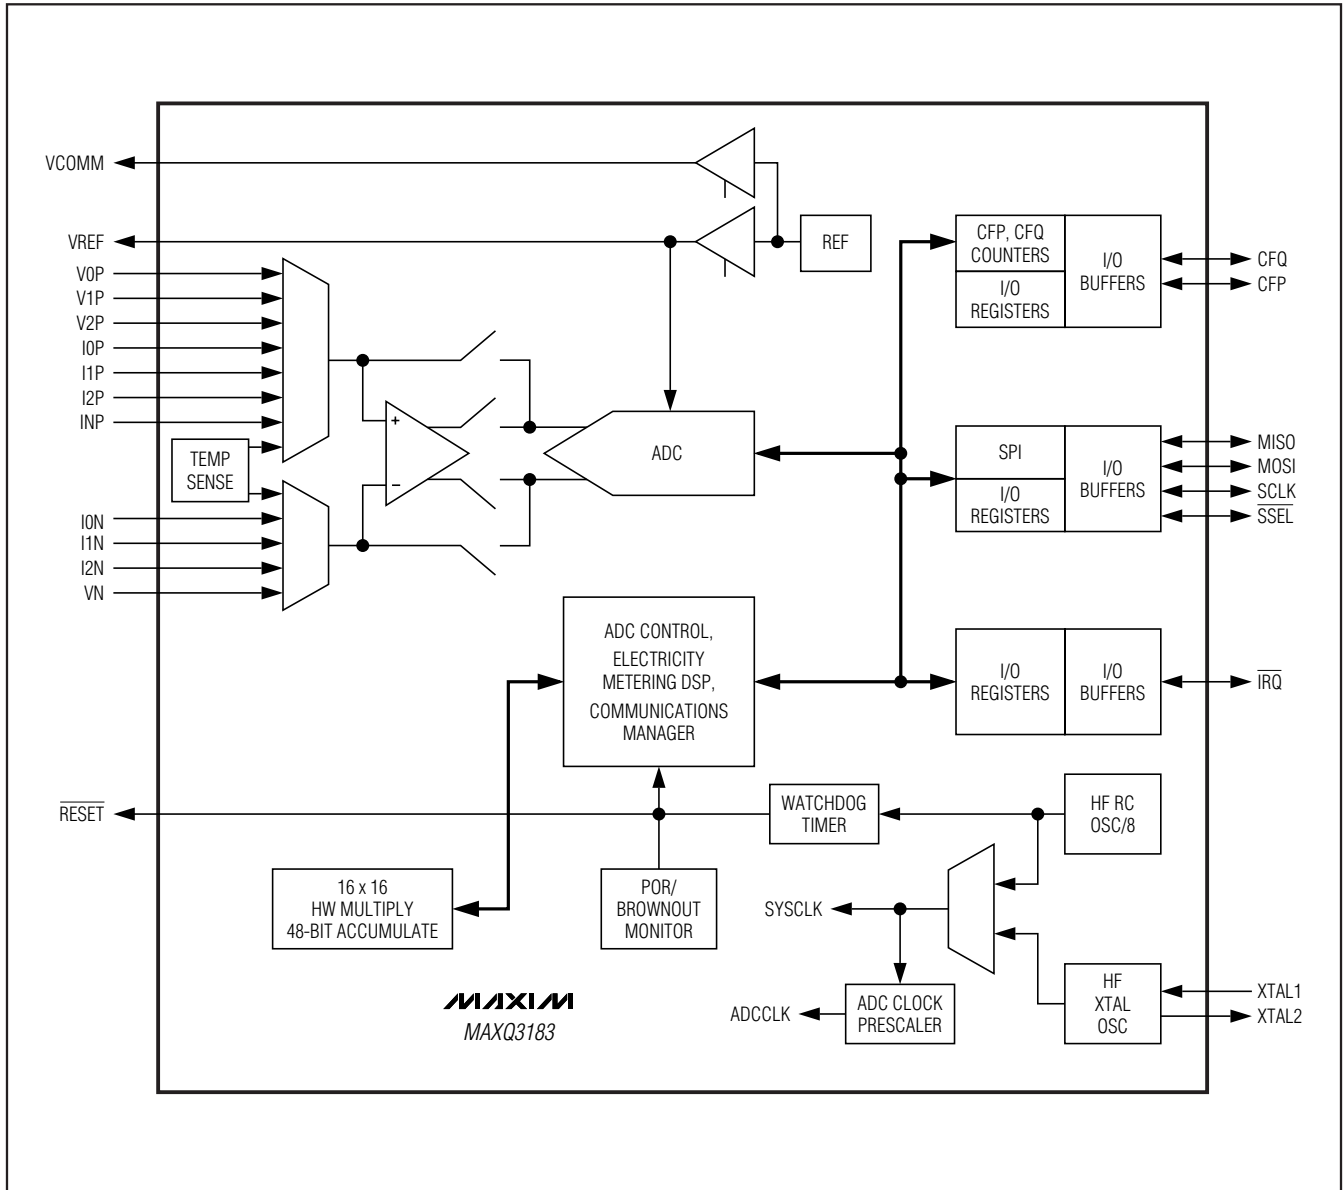 VCOMM
VREF
REF
V0P
V1P
V2P
I0P
I1P
I2P
INP
TEMP
SENSE
I0N
I1N
I2N
VN
+
−
ADC
CFP, CFQ
COUNTERS
I/O
REGISTERS
I/O
BUFFERS
CFQ
CFP
SPI
I/O
REGISTERS
I/O
BUFFERS
MISO
MOSI
SCLK
SSEL
ADC CONTROL,
ELECTRICITY
METERING DSP,
COMMUNICATIONS
MANAGER
I/O
REGISTERS
I/O
BUFFERS
IRQ
RESET
WATCHDOG
TIMER
HF RC
OSC/8
16 x 16
HW MULTIPLY
48-BIT ACCUMULATE
POR/
BROWNOUT
MONITOR
SYSCLK
ADCCLK
ADC CLOCK
PRESCALER
HF
XTAL
OSC
XTAL1
XTAL2
MAXIM
MAXQ3183